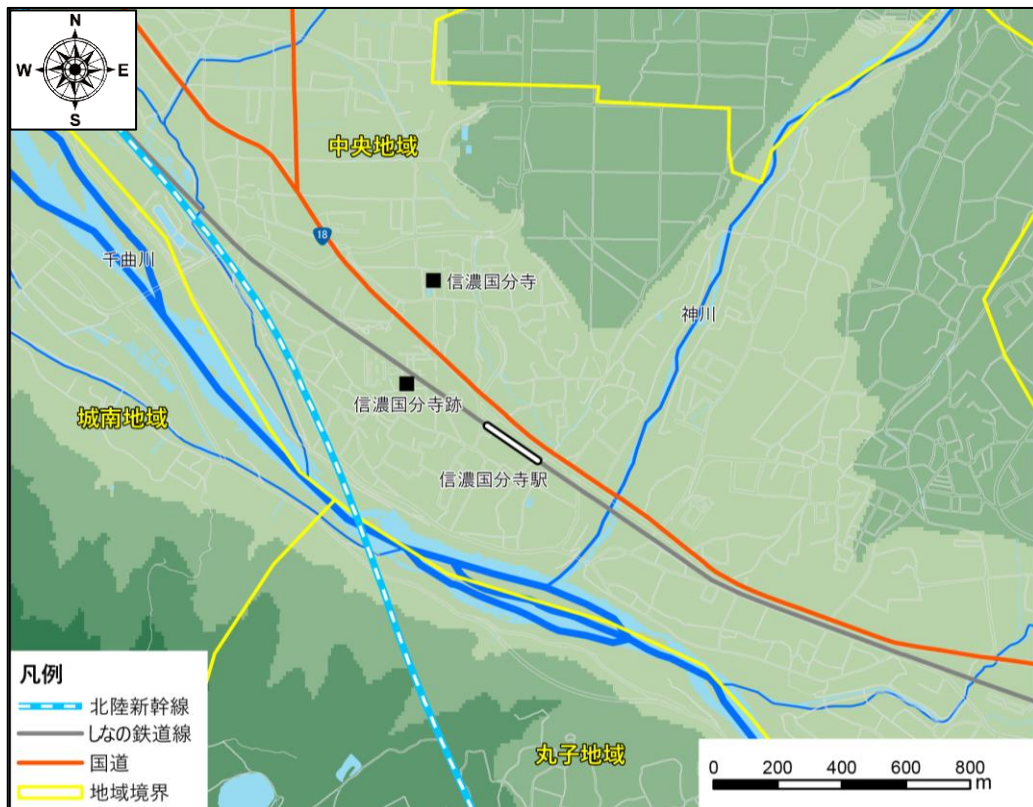 N
W
E
S
中央地域
18
千曲川
信濃国分寺
神川
城南地域
信濃国分寺跡
信濃国分寺駅
丸子地域
凡例
北陸新幹線
しなの鉄道線
国道
地域境界
0 200 400 600 800
m